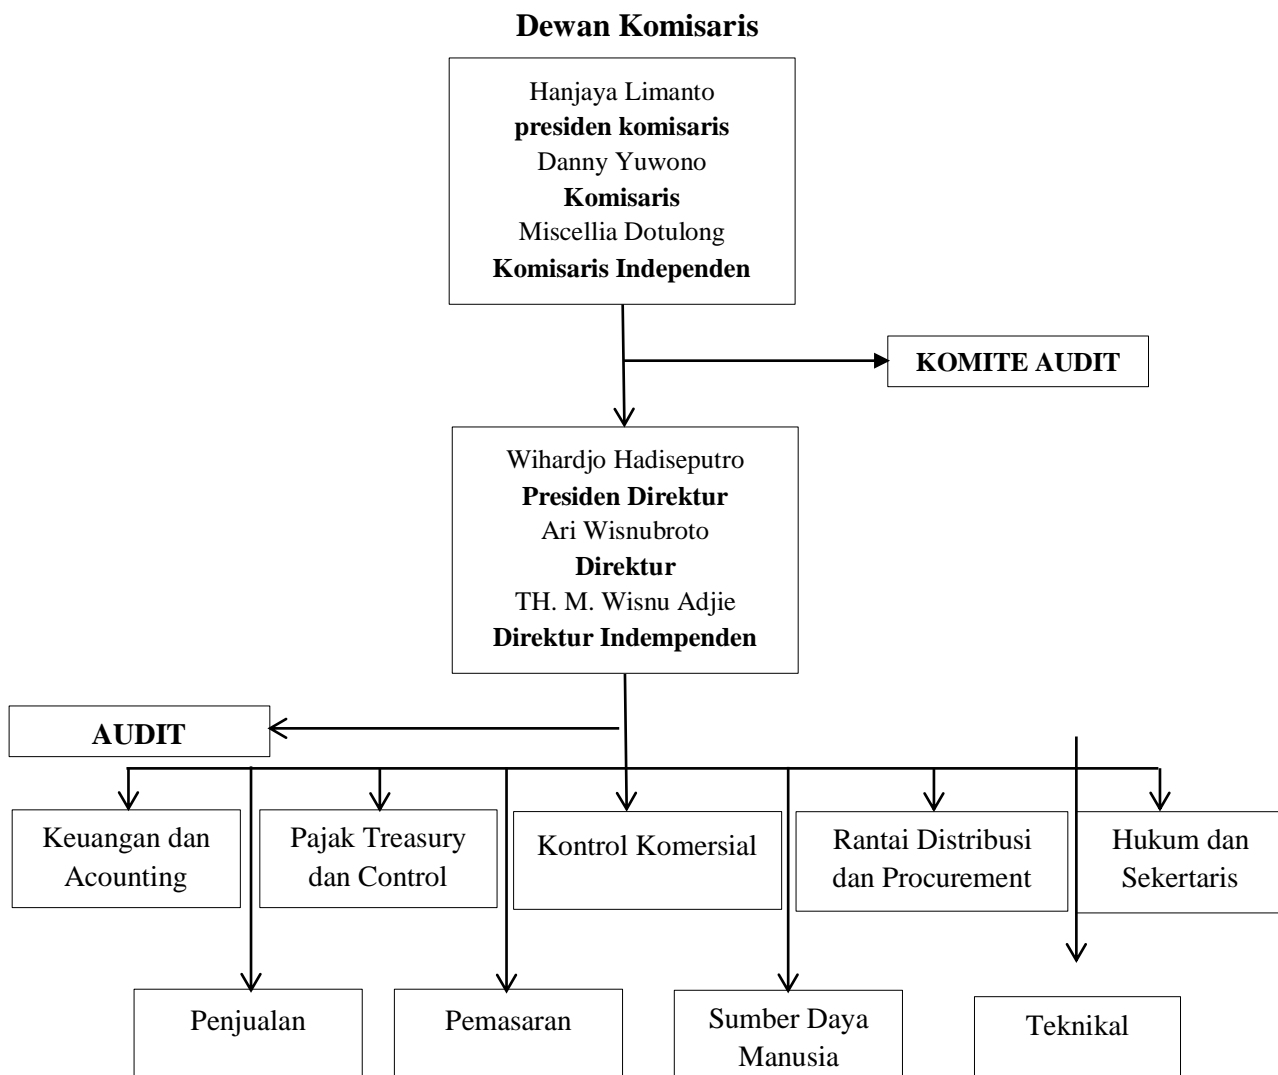 Dewan Komisaris
Hanjaya Limanto
presiden komisaris
Danny Yuwono
Komisaris
Miscellia Dotulong
Komisaris Independen
KOMITE AUDIT
Wihardjo Hadiseputro
Presiden Direktur
Ari Wisnubroto
Direktur
TH. M. Wisnu Adjie
Direktur Indempenden
AUDIT
Keuangan dan
Acounting
Pajak Treasury
dan Control
Kontrol Komersial
Rantai Distribusi
dan Procurement
Hukum dan
Sekertaris
Penjualan
Pemasaran
Sumber Daya
Manusia
Teknikal